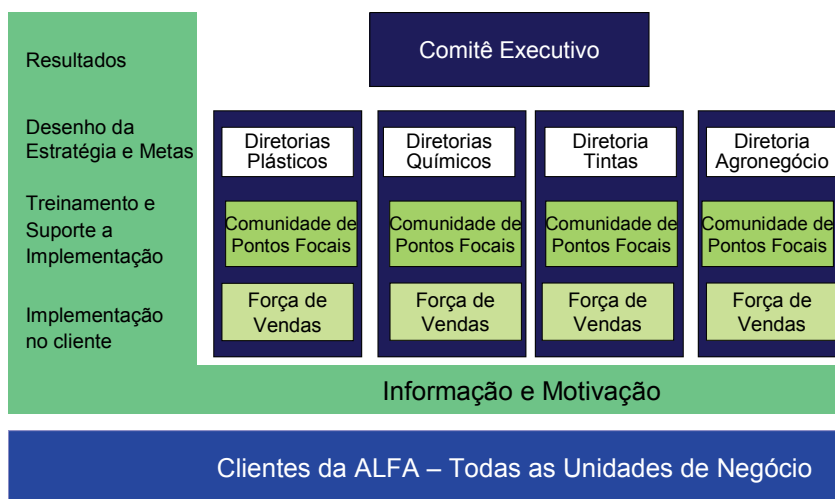 Resultados
Comitê Executivo
Desenho da
Estratégia e Metas
Diretorias
Plásticos
Diretorias
Químicos
Diretoria
Tintas
Diretoria
Agronegócio
Treinamento e
Suporte a
Implementação
Comunidade de
Pontos Focais
Comunidade de
Pontos Focais
Comunidade de
Pontos Focais
Comunidade de
Pontos Focais
Implementação
no cliente
Força de
Vendas
Força de
Vendas
Força de
Vendas
Força de
Vendas
Informação e Motivação
Clientes da ALFA – Todas as Unidades de Negócio